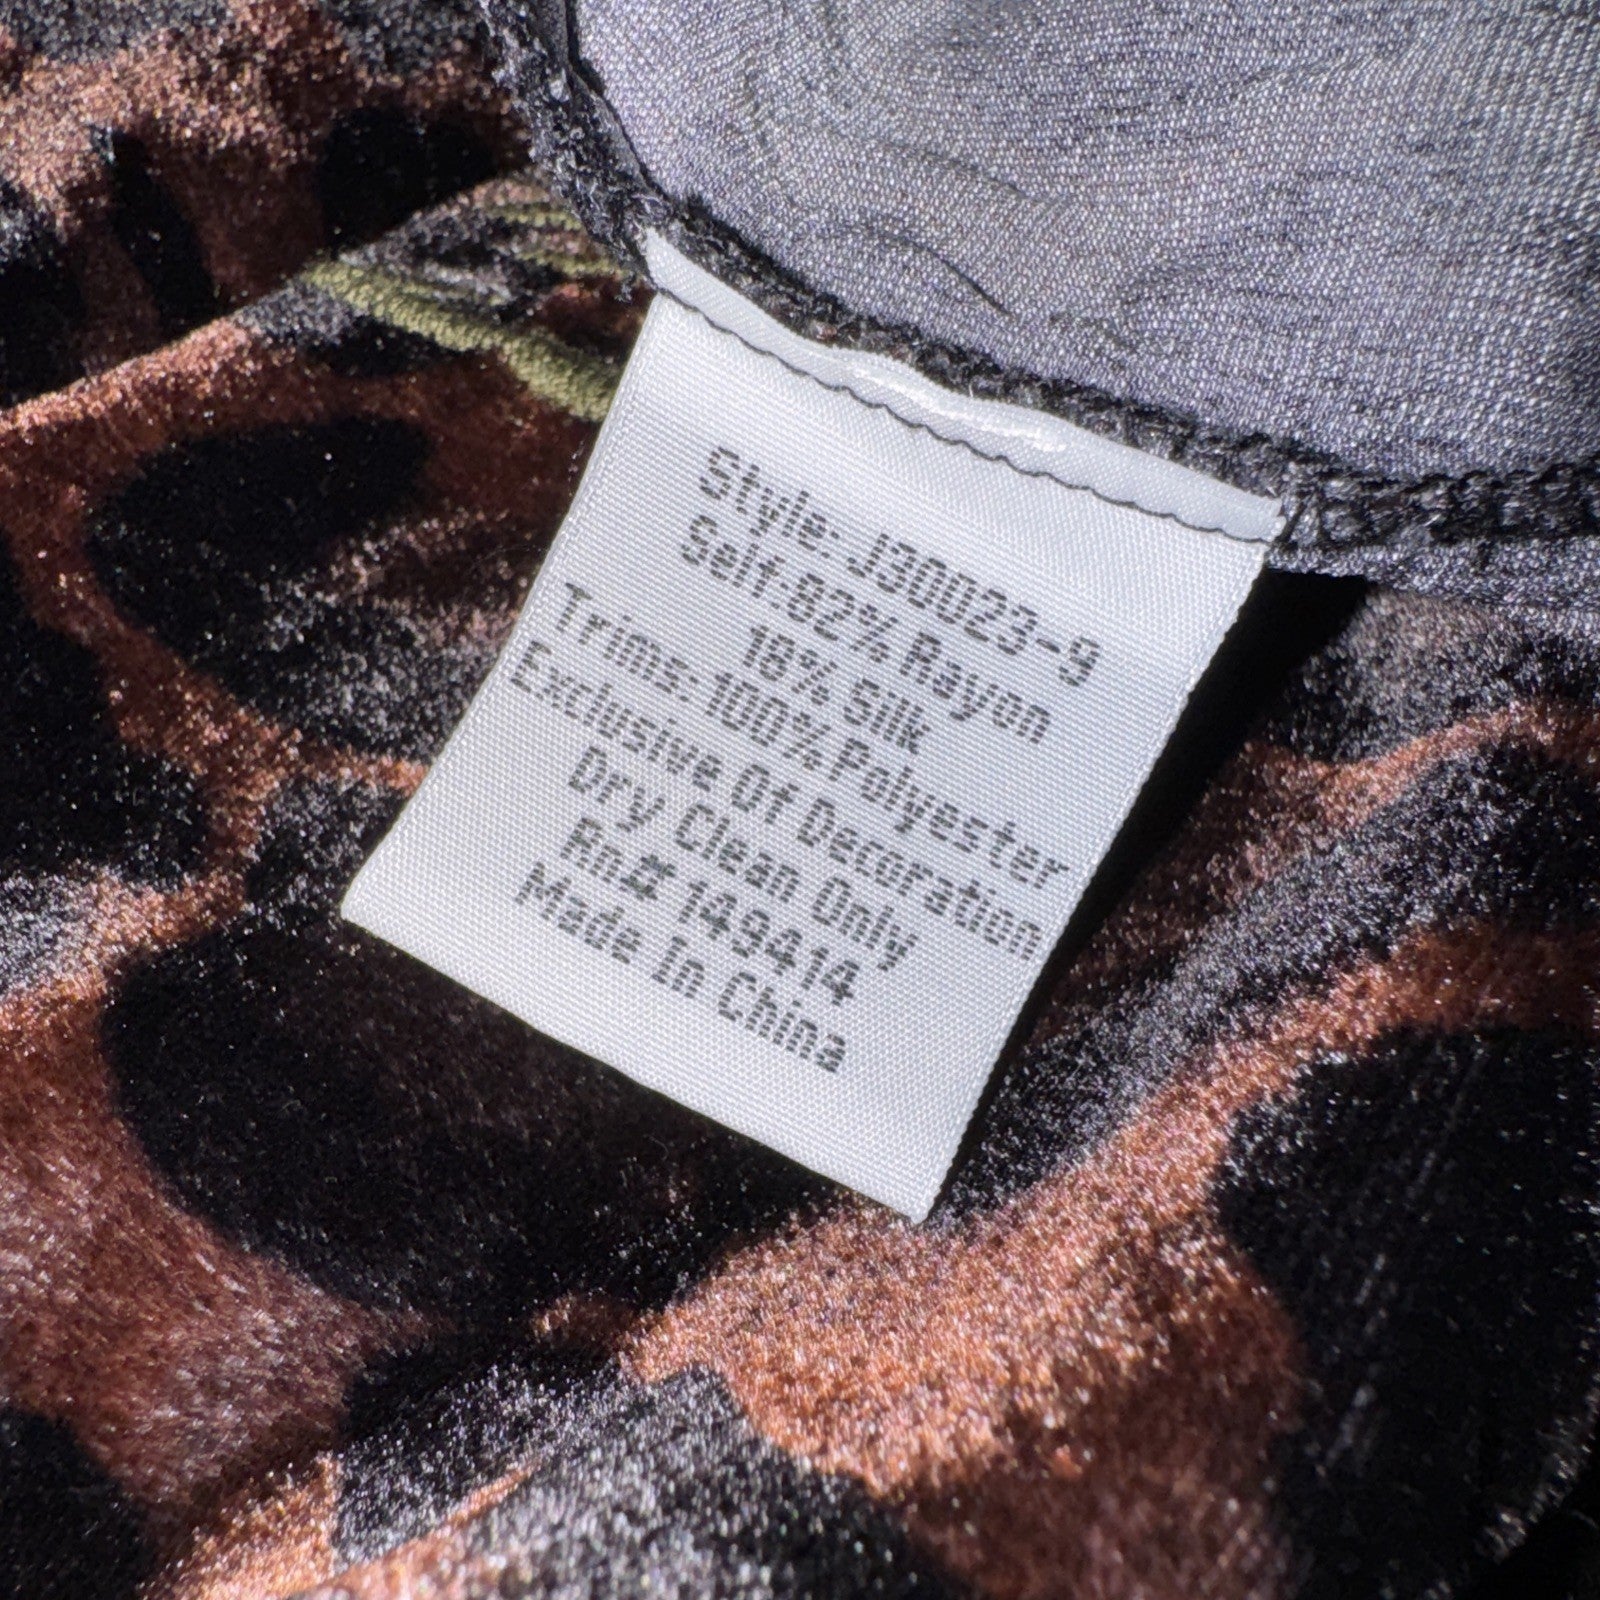 Style: J30023-9
Self:82% Rayon
18% Silk
Trims: 100% Polyester
Exclusive Of Decoration
Dry Clean Only
Rn# 149414
Made In China